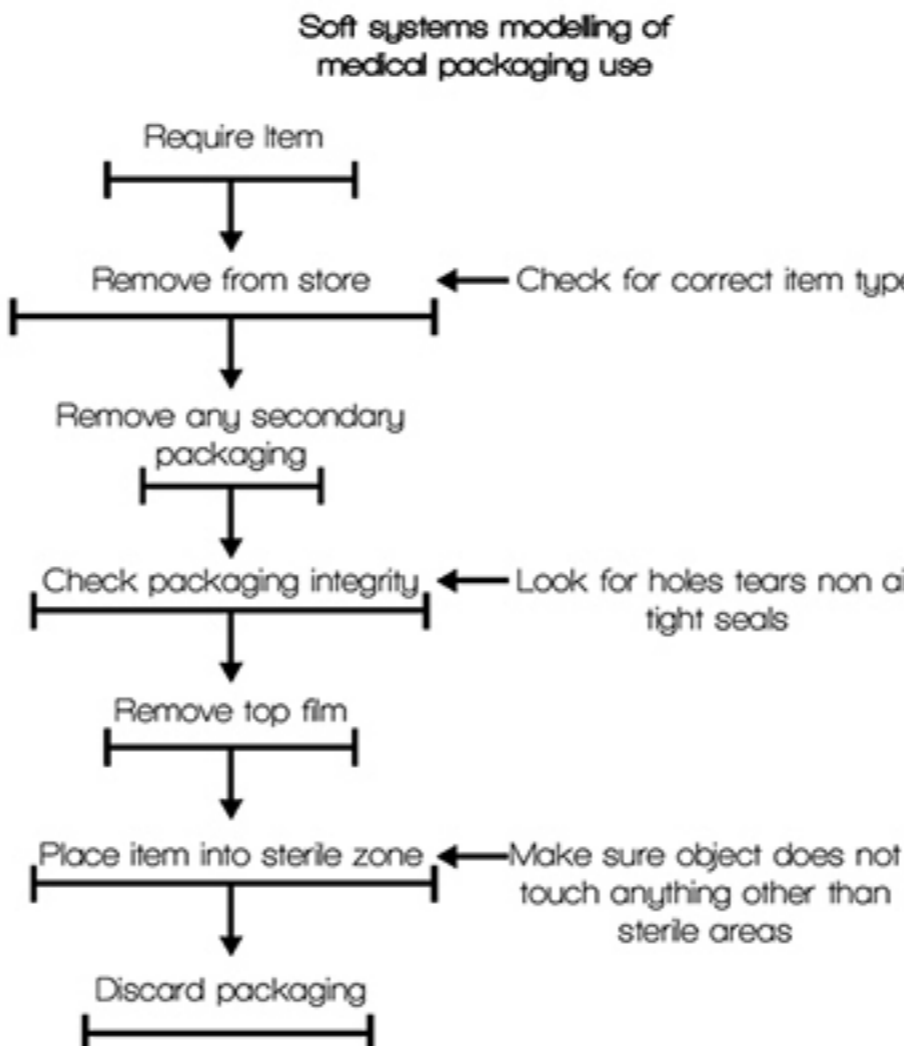 Soft systems modelling of
medical packaging use
Require Item
Remove from store
Check for correct item type
Remove any secondary
packaging
Check packaging integrity
Look for holes tears non ai
tight seals
Remove top film
Place item into sterile zone
Make sure object does not
touch anything other than
sterile areas
Discard packaging